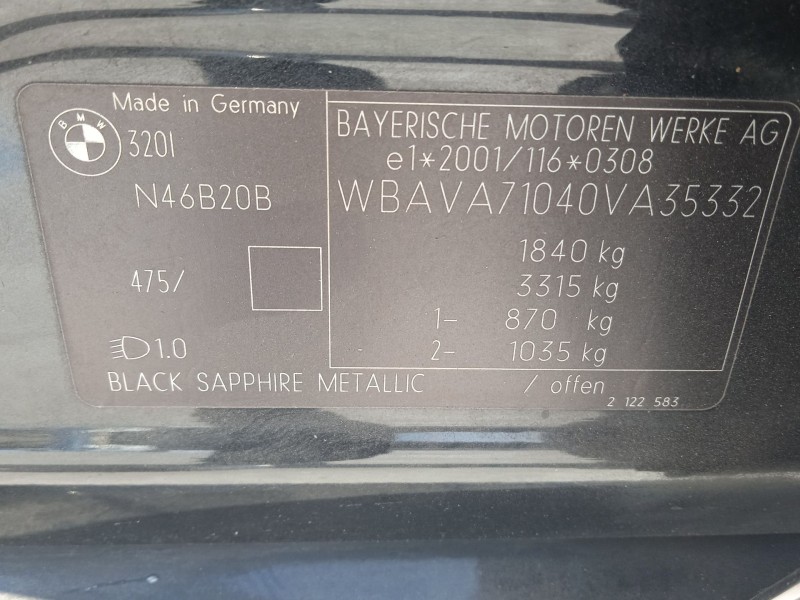 Made in Germany
BMW
320I
N46B20B
475/
1.0
BLACK SAPPHIRE METALLIC / offen
BAYERISCHE MOTOREN WERKE AG
e1*2001/116*0308
WBAVA71040VA35332
1840 kg
3315 kg
1- 870 kg
2- 1035 kg
2 122 583